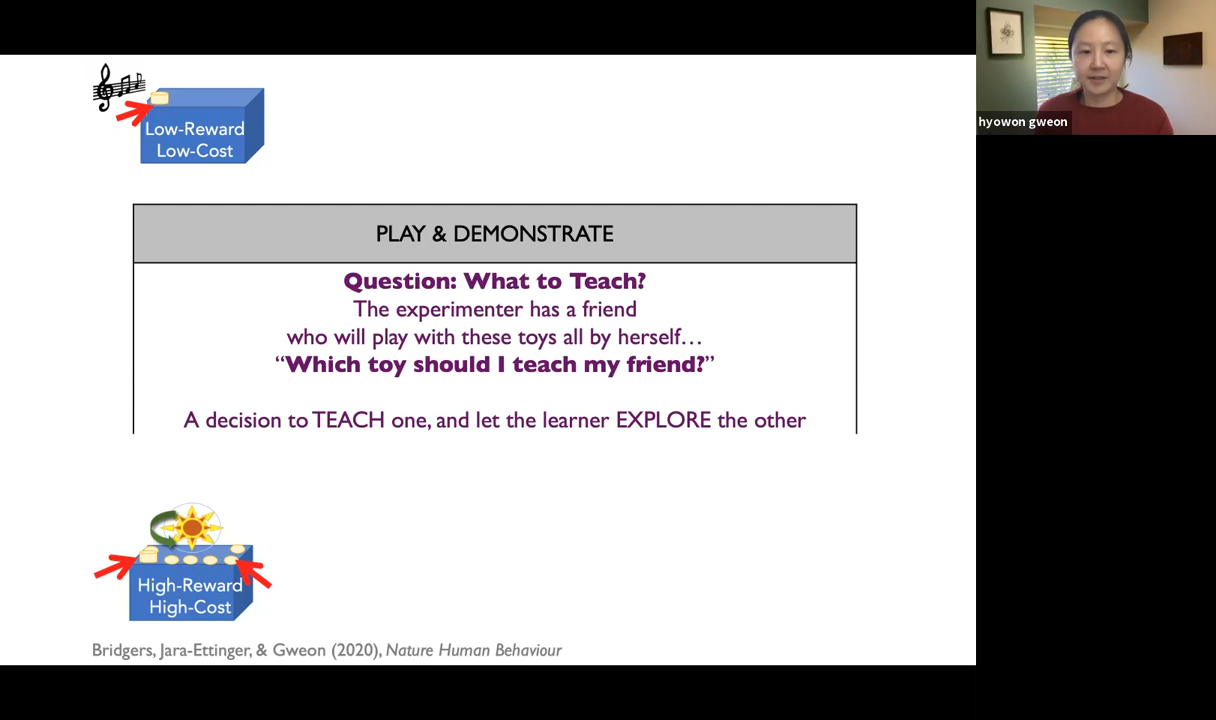 Low-Reward
Low-Cost
hyowon gweon
PLAY & DEMONSTRATE
Question: What to Teach?
The experimenter has a friend
who will play with these toys all by herself…
“Which toy should I teach my friend?”
A decision to TEACH one, and let the learner EXPLORE the other
High-Reward
High-Cost
Bridgers, Jara-Ettinger, & Gweon (2020), Nature Human Behaviour